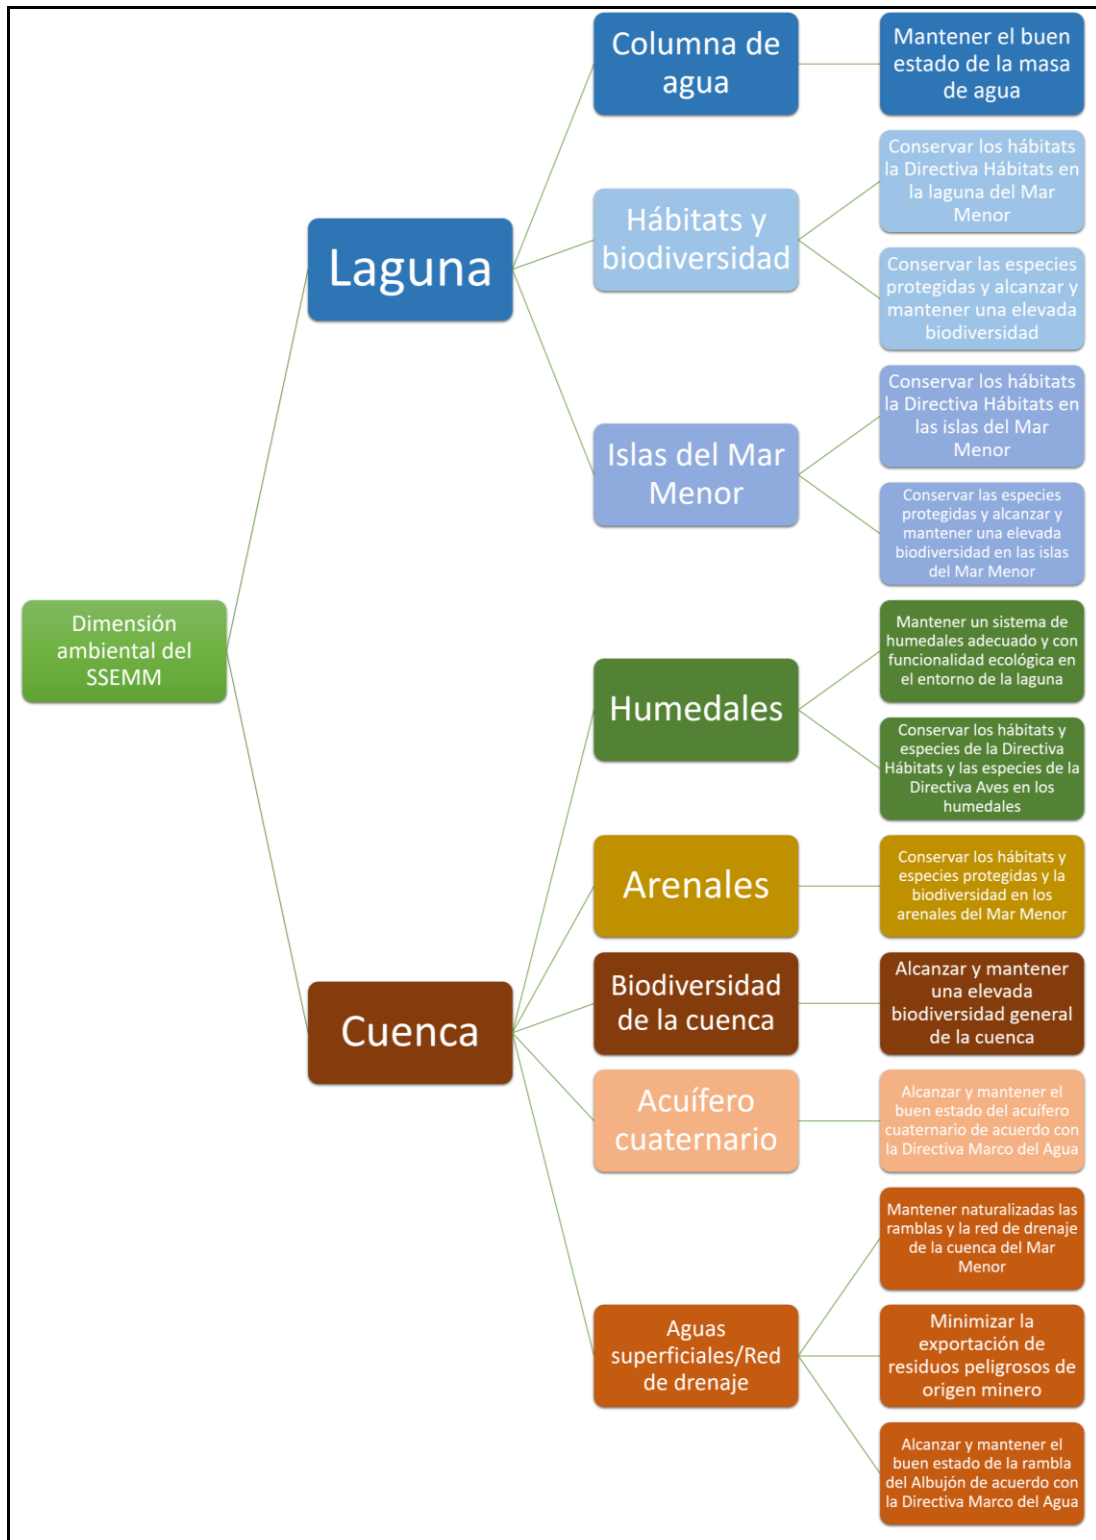 Columna de
agua
Mantener el buen
estado de la masa
de agua
Laguna
Hábitats y
biodiversidad
Conservar los hábitats
la Directiva Hábitats en
la laguna del Mar
Menor
Conservar las especies
protegidas y alcanzar y
mantener una elevada
biodiversidad
Islas del Mar
Menor
Conservar los hábitats
la Directiva Hábitats en
las islas del Mar
Menor
Conservar las especies
protegidas y alcanzar y
mantener una elevada
biodiversidad en las islas
del Mar Menor
Dimensión
ambiental del
SSEMM
Humedales
Mantener un sistema de
humedales adecuado y con
funcionalidad ecológica en
el entorno de la laguna
Conservar los hábitats y
especies de la Directiva
Hábitats y las especies de la
Directiva Aves en los
humedales
Arenales
Conservar los hábitats y
especies protegidas y la
biodiversidad en los
arenales del Mar Menor
Cuenca
Biodiversidad
de la cuenca
Alcanzar y mantener
una elevada
biodiversidad general
de la cuenca
Acuífero
cuaternario
Alcanzar y mantener el
buen estado del acuífero
cuaternario de acuerdo con
la Directiva Marco del Agua
Aguas
superficiales/Red
de drenaje
Mantener naturalizadas las
ramblas y la red de drenaje
de la cuenca del Mar
Menor
Minimizar la
exportación de
residuos peligrosos de
origen minero
Alcanzar y mantener el
buen estado de la rambla
del Albujón de acuerdo con
la Directiva Marco del Agua